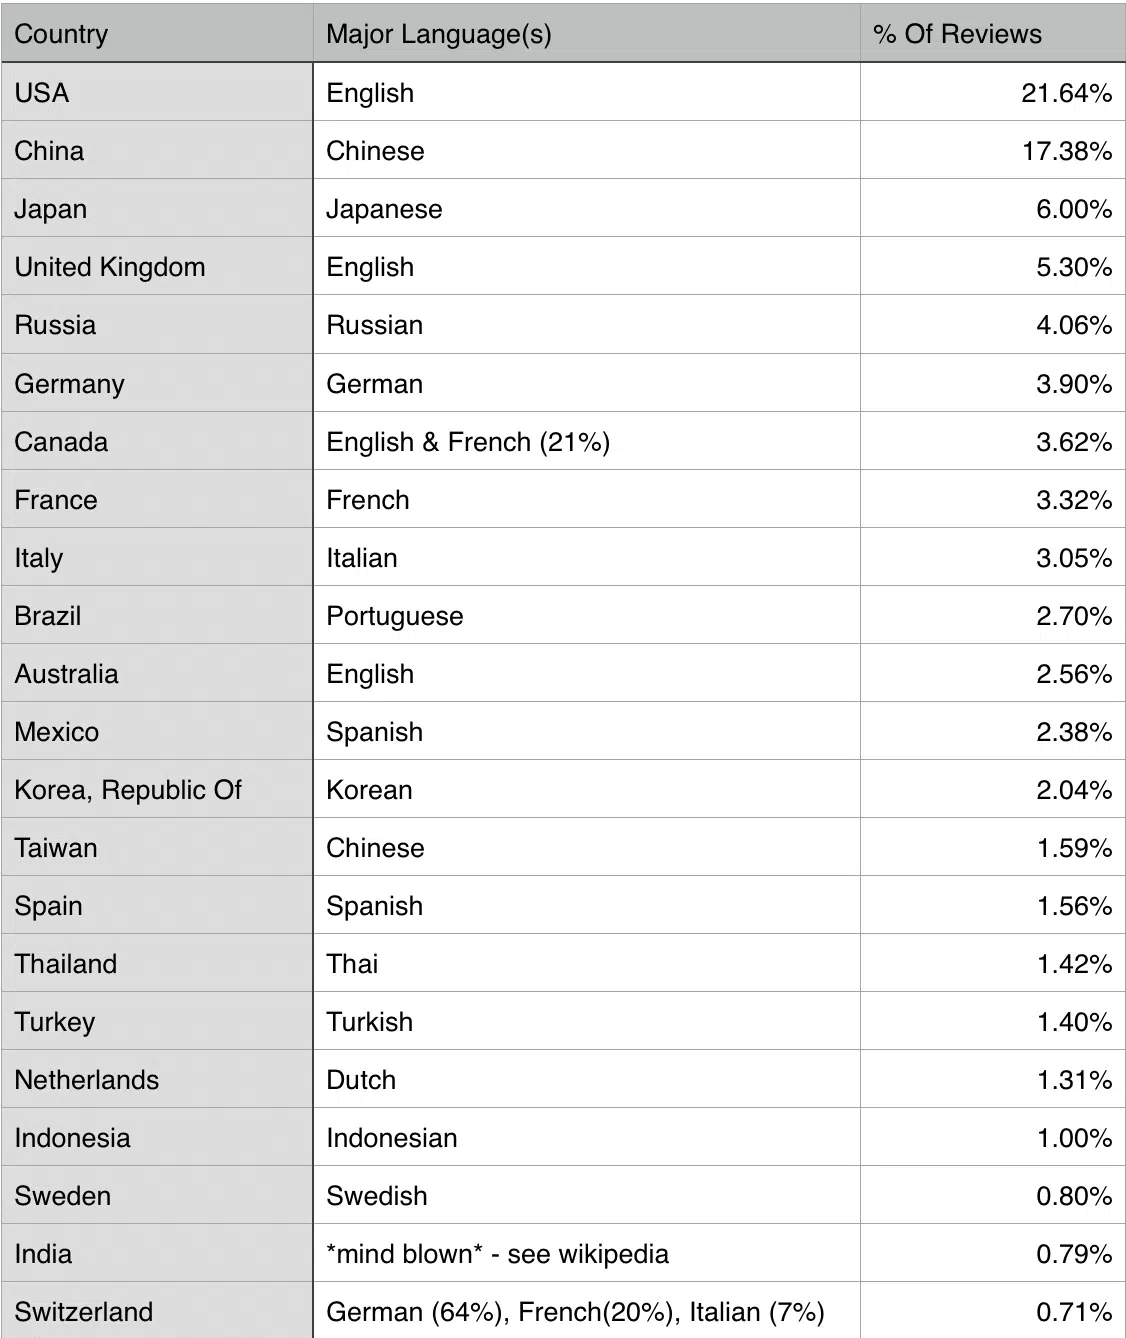 Country Major Language(s) % Of Reviews
USA English 21.64%
China Chinese 17.38%
Japan Japanese 6.00%
United Kingdom English 5.30%
Russia Russian 4.06%
Germany German 3.90%
Canada English & French (21%) 3.62%
France French 3.32%
Italy Italian 3.05%
Brazil Portuguese 2.70%
Australia English 2.56%
Mexico Spanish 2.38%
Korea, Republic Of Korean 2.04%
Taiwan Chinese 1.59%
Spain Spanish 1.56%
Thailand Thai 1.42%
Turkey Turkish 1.40%
Netherlands Dutch 1.31%
Indonesia Indonesian 1.00%
Sweden Swedish 0.80%
India *mind blown* - see wikipedia 0.79%
Switzerland German (64%), French(20%), Italian (7%) 0.71%